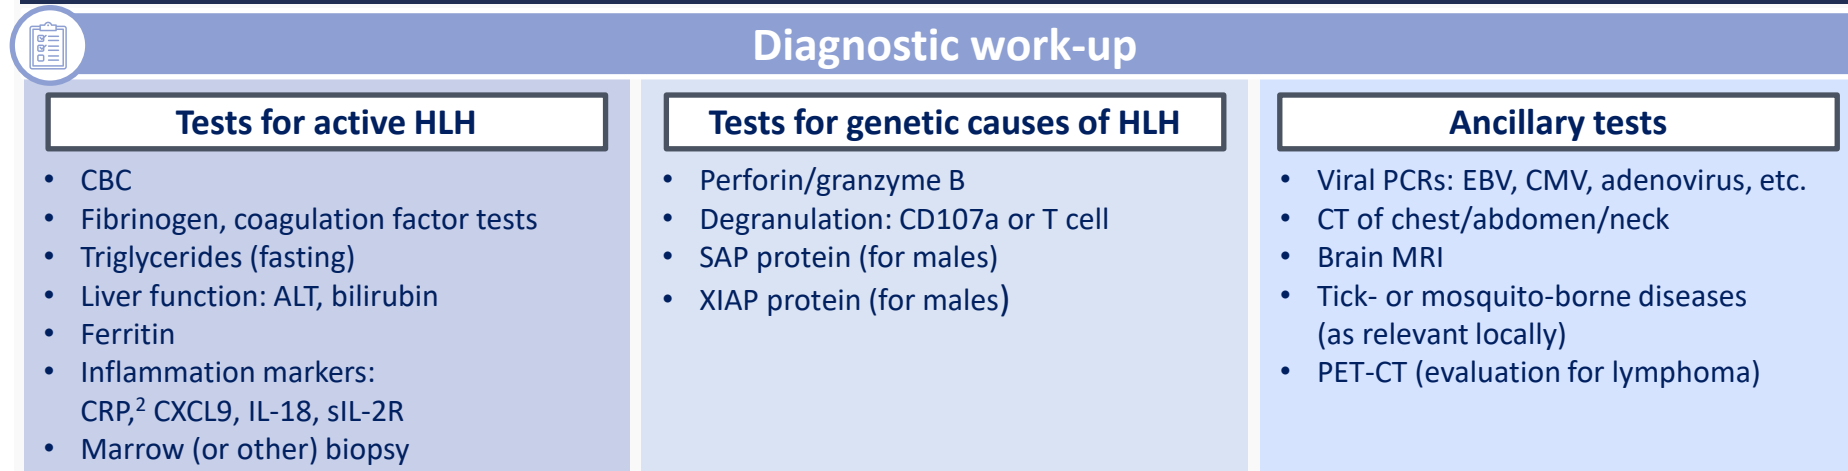 Diagnostic work-up
Tests for active HLH
• CBC
• Fibrinogen, coagulation factor tests
• Triglycerides (fasting)
• Liver function: ALT, bilirubin
• Ferritin
• Inflammation markers:
CRP,² CXCL9, IL-18, sIL-2R
• Marrow (or other) biopsy
Tests for genetic causes of HLH
• Perforin/granzyme B
• Degranulation: CD107a or T cell
• SAP protein (for males)
• XIAP protein (for males)
Ancillary tests
• Viral PCRs: EBV, CMV, adenovirus, etc.
• CT of chest/abdomen/neck
• Brain MRI
• Tick- or mosquito-borne diseases
(as relevant locally)
• PET-CT (evaluation for lymphoma)